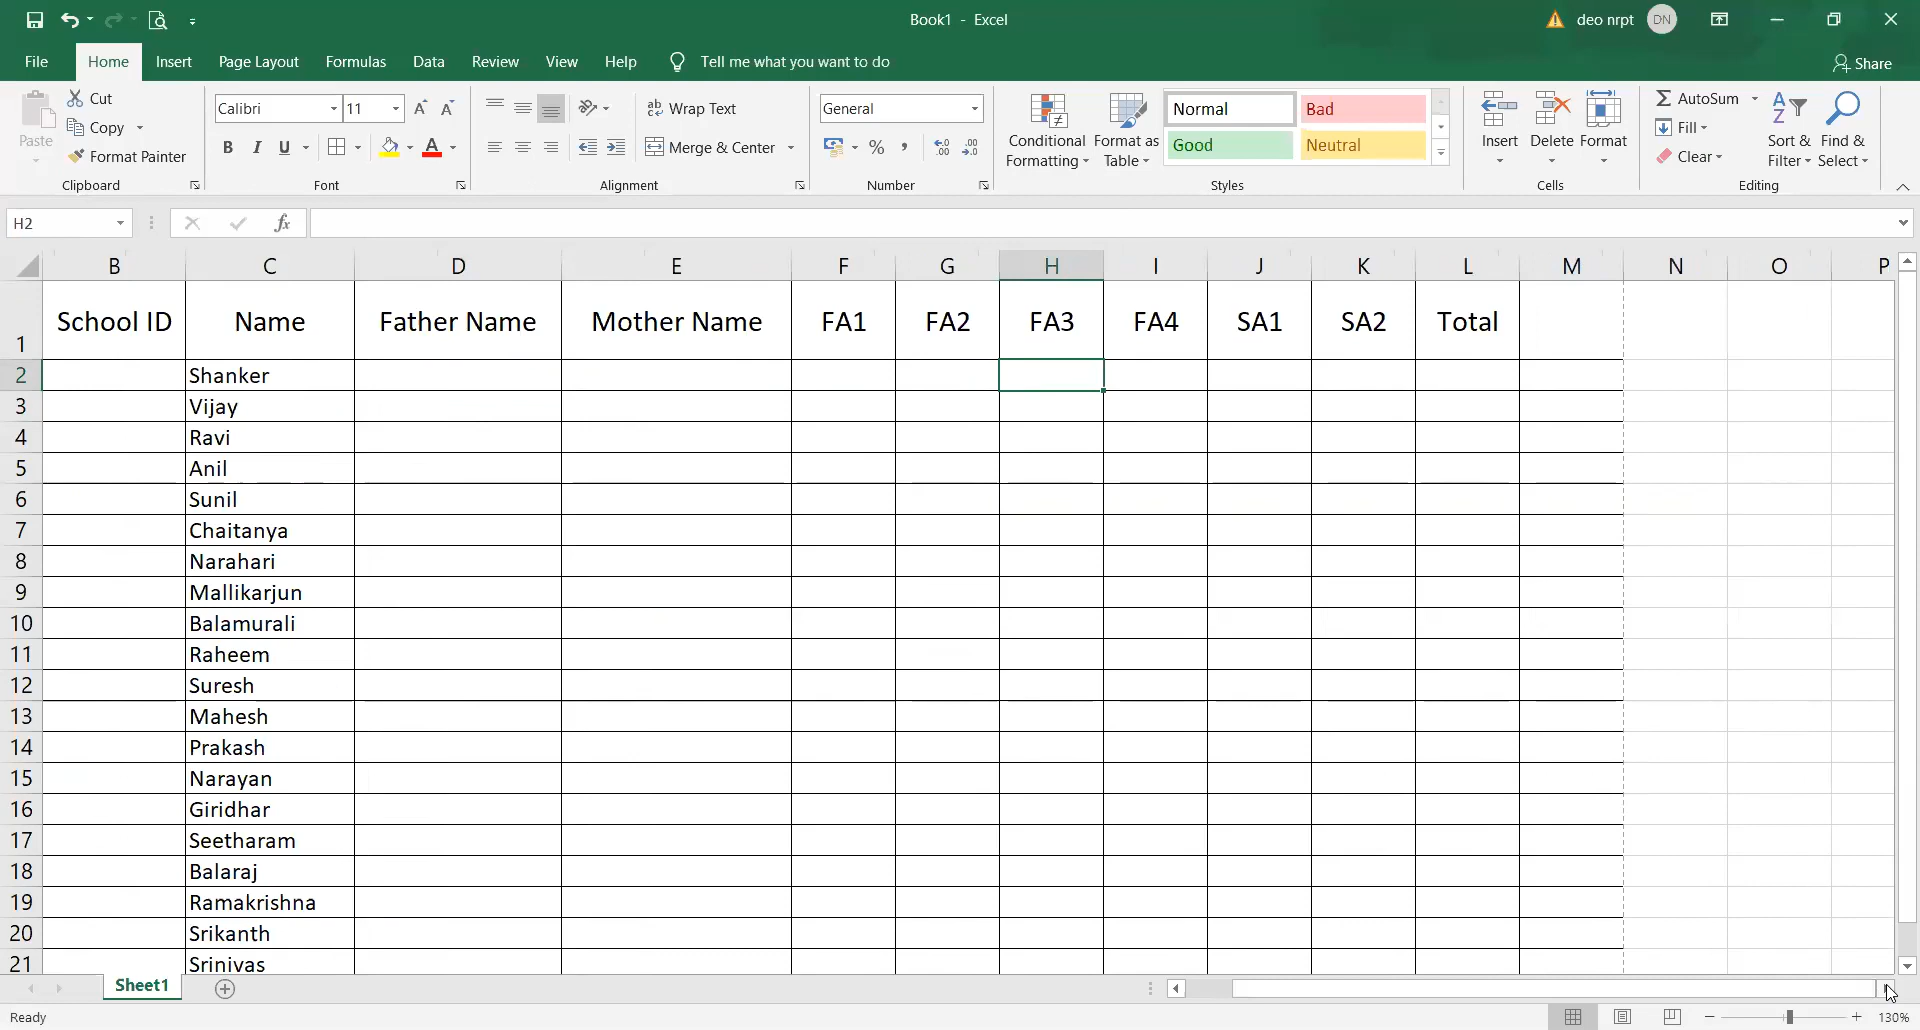 Book1 - Excel
deo nrpt
DN
File Home Insert Page Layout Formulas Data Review View Help Tell me what you want to do
Share
Paste
Cut
Copy
Format Painter
Clipboard
Calibri 11
B I U
Font
Wrap Text
Merge & Center
Alignment
General
Number
Conditional Formatting
Format as Table
Normal Bad
Good Neutral
Styles
Insert Delete Format
Cells
AutoSum
Fill
Clear
Sort & Filter
Find & Select
Editing
H2
fx
B C D E F G H I J K L M N O P
1 School ID Name Father Name Mother Name FA1 FA2 FA3 FA4 SA1 SA2 Total
2 Shanker
3 Vijay
4 Ravi
5 Anil
6 Sunil
7 Chaitanya
8 Narahari
9 Mallikarjun
10 Balamurali
11 Raheem
12 Suresh
13 Mahesh
14 Prakash
15 Narayan
16 Giridhar
17 Seetharam
18 Balaraj
19 Ramakrishna
20 Srikanth
21 Srinivas
Sheet1
Ready
130%